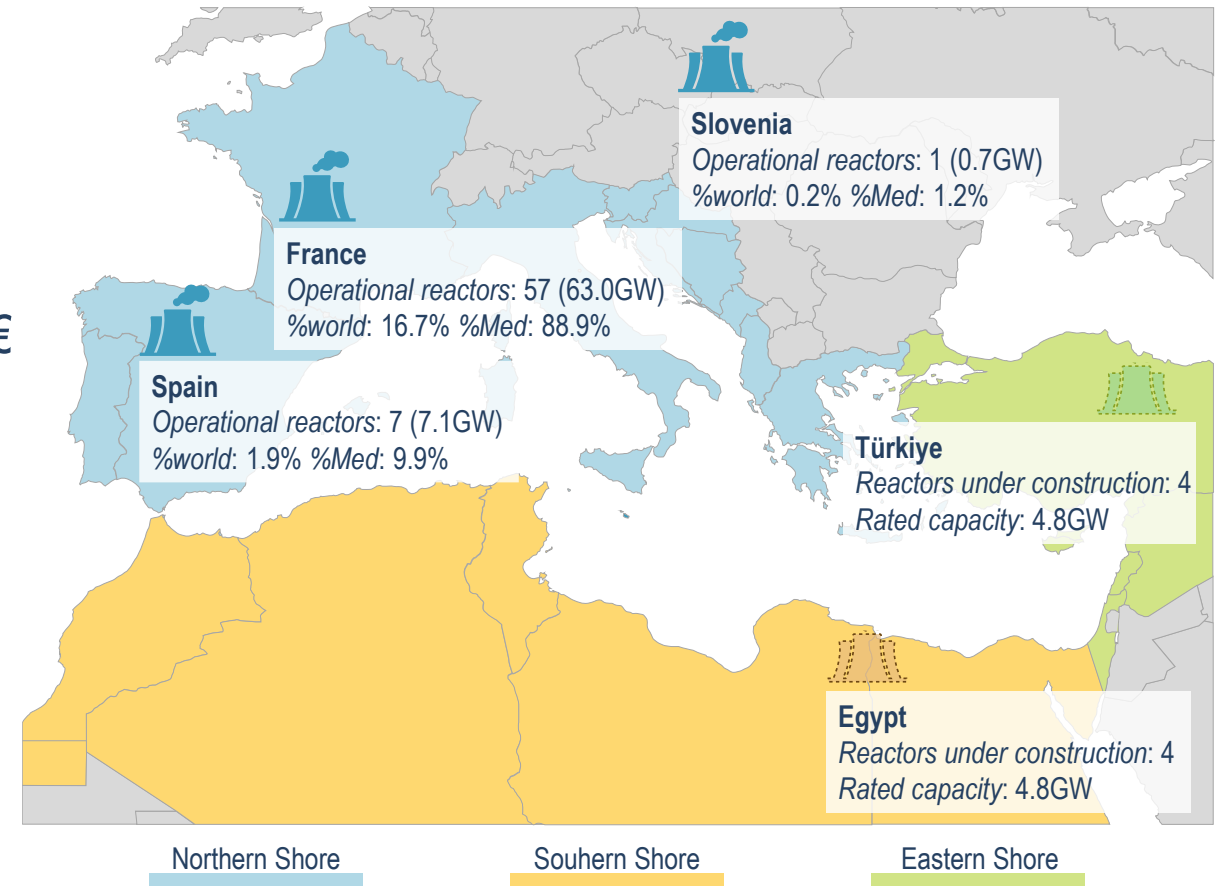 Slovenia
Operational reactors: 1 (0.7GW)
%world: 0.2% %Med: 1.2%
France
Operational reactors: 57 (63.0GW)
%world: 16.7% %Med: 88.9%
€
Spain
Operational reactors: 7 (7.1GW)
%world: 1.9% %Med: 9.9%
Türkiye
Reactors under construction: 4
Rated capacity: 4.8GW
Egypt
Reactors under construction: 4
Rated capacity: 4.8GW
Northern Shore
Souhern Shore
Eastern Shore